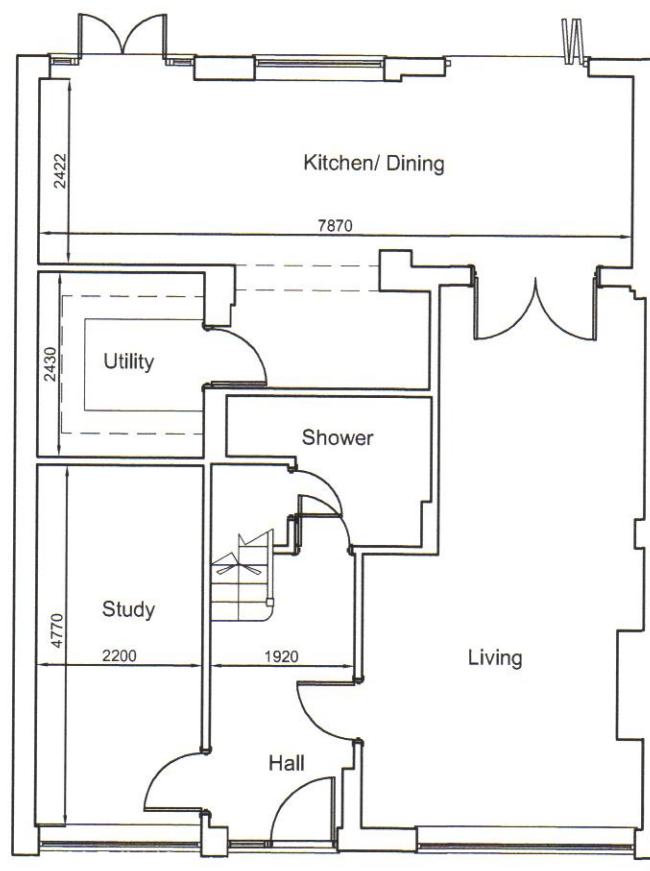 2422
Kitchen/ Dining
7870
2430
Utility
Shower
4770
Study
2200
1920
Living
Hall